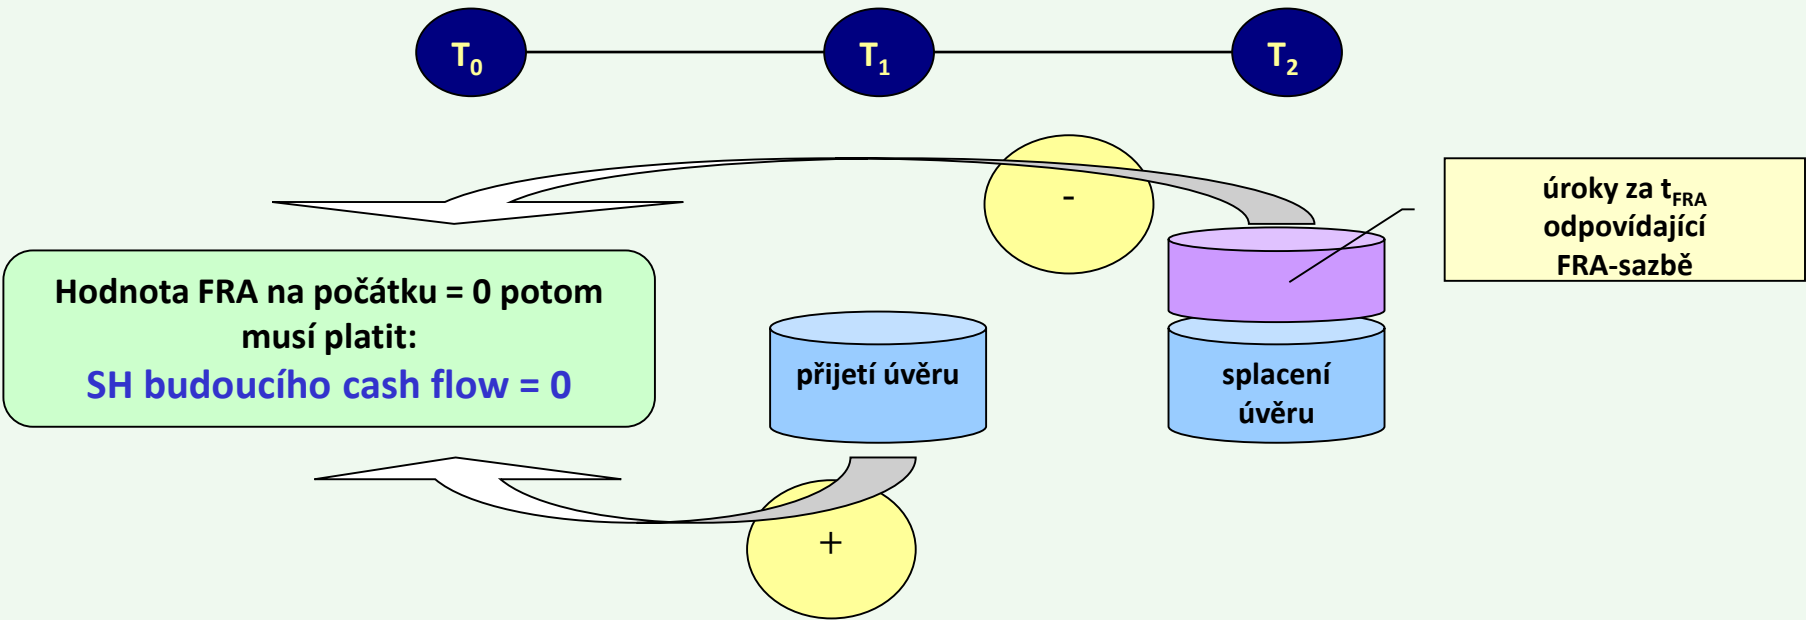 T₀ T₁ T₂
-
úroky za t_FRA
odpovídající
FRA-sazbě
Hodnota FRA na počátku = 0 potom
musí platit:
SH budoucího cash flow = 0
přijetí úvěru
splacení
úvěru
+